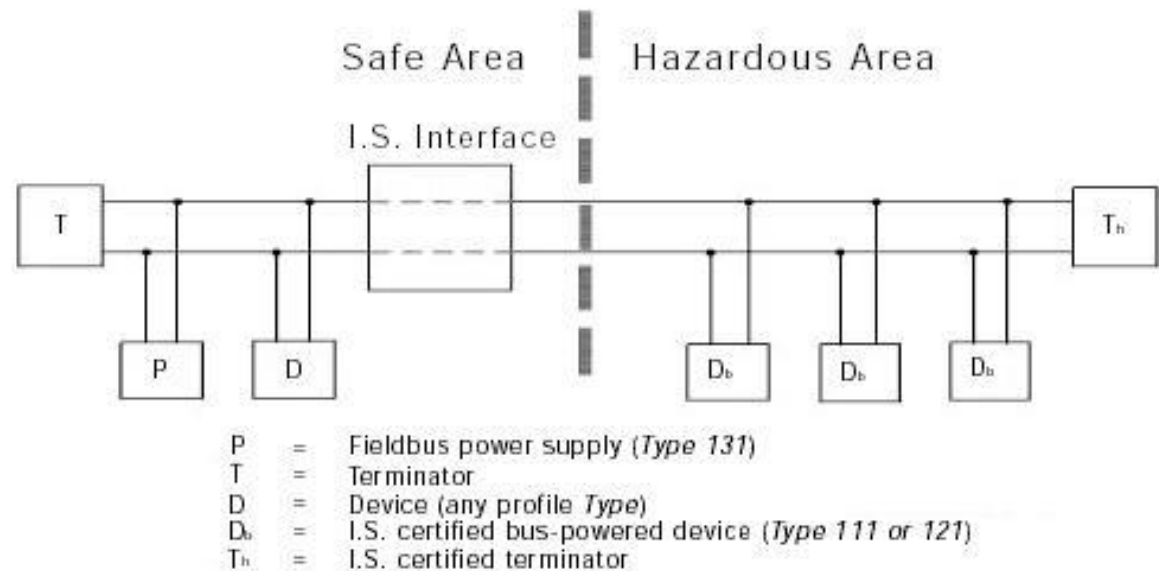 Safe Area
Hazardous Area
I.S. Interface
T
Th
P
D
Db
Db
Db
P = Fieldbus power supply (Type 131)
T = Terminator
D = Device (any profile Type)
Db = I.S. certified bus-powered device (Type 111 or 121)
Th = I.S. certified terminator